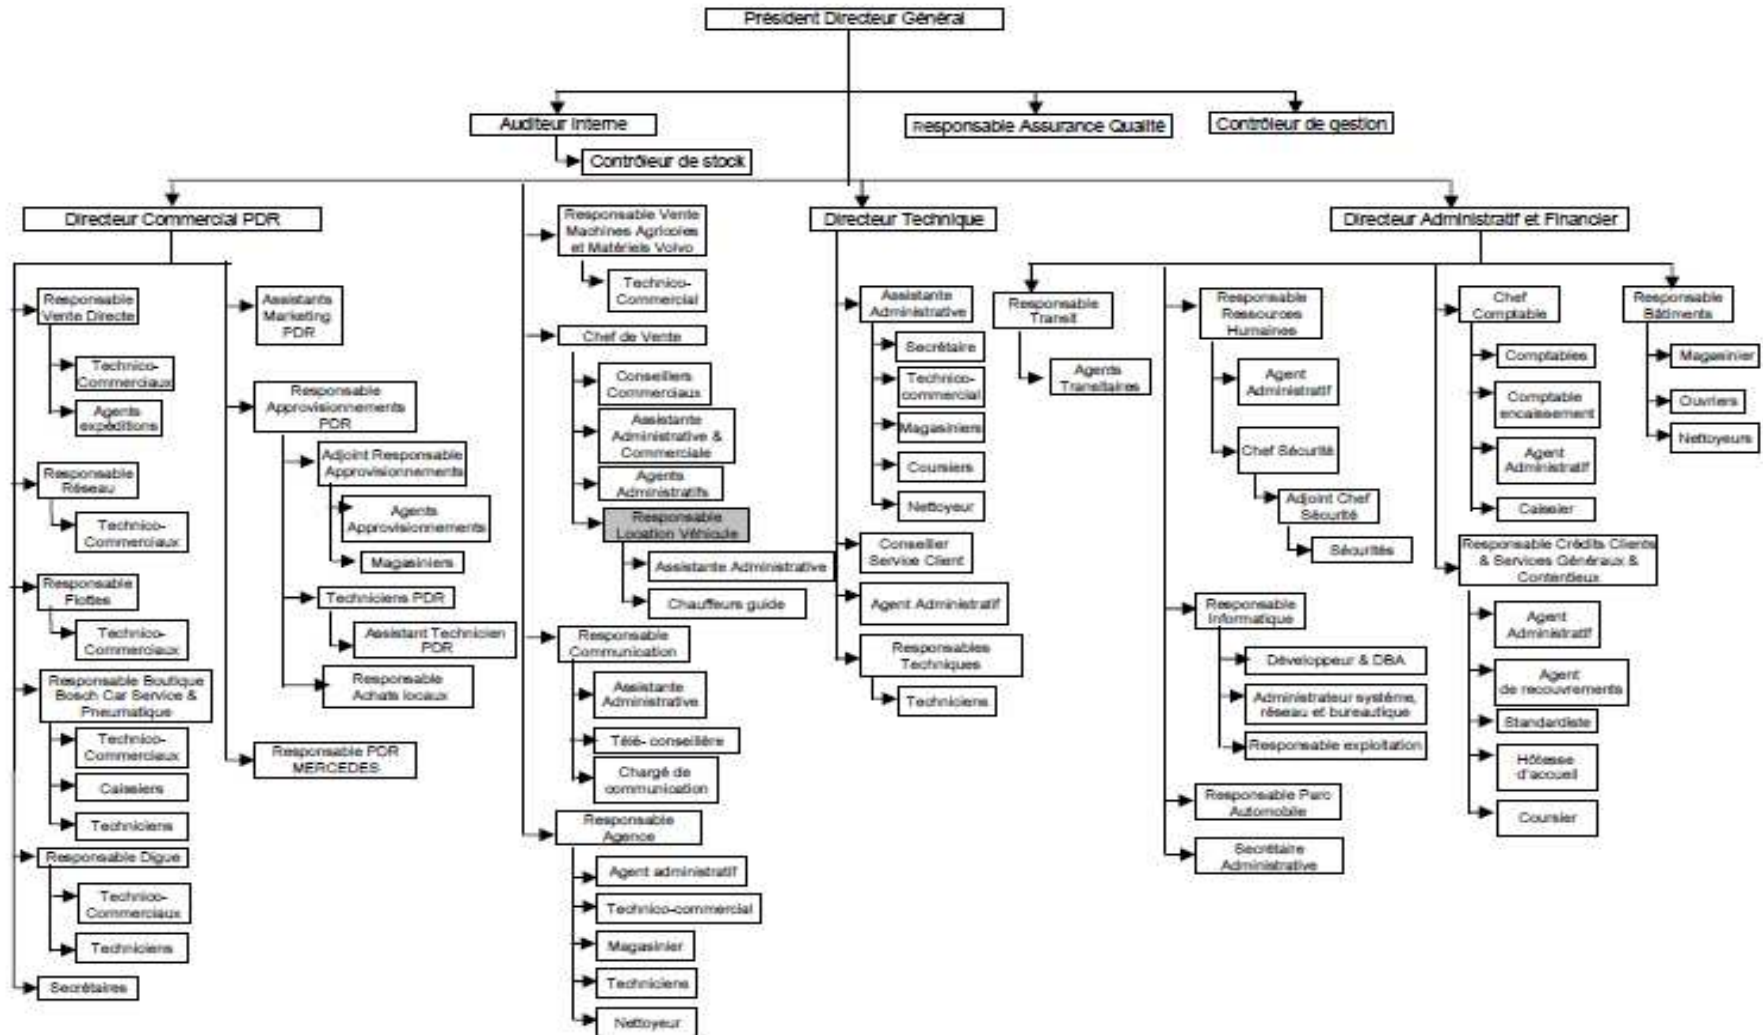 Président Directeur Général
Auditeur Interne
Responsable Assurance Qualité
Contrôleur de gestion
Contrôleur de stock
Directeur Commercial PDR
Responsable
Vente Directe
Technico-
Commerciaux
Agents
expéditions
Responsable
Réseau
Technico-
Commerciaux
Responsable
Flottes
Technico-
Commerciaux
Responsable Boutique
Bosch Car Service &
Pneumatique
Technico-
Commerciaux
Caissiers
Techniciens
Responsable Digue
Technico-
Commerciaux
Techniciens
Secrétaires
Assistants
Marketing
PDR
Responsable
Approvisionnements
PDR
Adjoint Responsable
Approvisionnements
Agents
Approvisionnements
Magasiniers
Techniciens PDR
Assistant Technicien
PDR
Responsable
Achats locaux
Responsable PDR
MERCEDES
Responsable Vente
Machines Agricoles
et Matériels Volvo
Technico-
Commercial
Chef de Vente
Conseillers
Commerciaux
Assistante
Administrative &
Commerciale
Agents
Administratifs
Responsable
Location Véhicule
Assistante Administrative
Chauffeurs guide
Responsable
Communication
Assistante
Administrative
Télé- conseillère
Chargé de
communication
Responsable
Agence
Agent administratif
Technico-commercial
Magasinier
Techniciens
Nettoyeur
Directeur Technique
Assistante
Administrative
Secrétaire
Technico-
commercial
Magasiniers
Coursiers
Nettoyeur
Conseiller
Service Client
Agent Administratif
Responsables
Techniques
Techniciens
Directeur Administratif et Financier
Responsable
Transit
Agents
Transitaires
Responsable
Ressources
Humaines
Agent
Administratif
Chef Sécurité
Adjoint Chef
Sécurité
Sécurités
Responsable
Informatique
Développeur & DBA
Administrateur système,
réseau et bureautique
Responsable exploitation
Responsable Parc
Automobile
Secrétaire
Administrative
Chef
Comptable
Comptables
Comptable
encaissement
Agent
Administratif
Caissier
Responsable Crédits Clients
& Services Généraux &
Contentieux
Agent
Administratif
Agent
de recouvrements
Standardiste
Hôtesse
d'accueil
Coursier
Responsable
Bâtiments
Magasinier
Ouvriers
Nettoyeurs